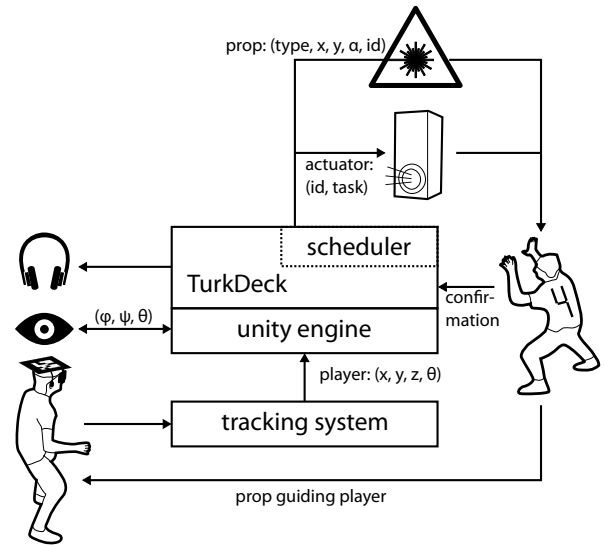 prop: (type, x, y, α, id)
actuator:
(id, task)
scheduler
TurkDeck
confir-
mation
(φ, ψ, θ)
unity engine
player: (x, y, z, θ)
tracking system
prop guiding player